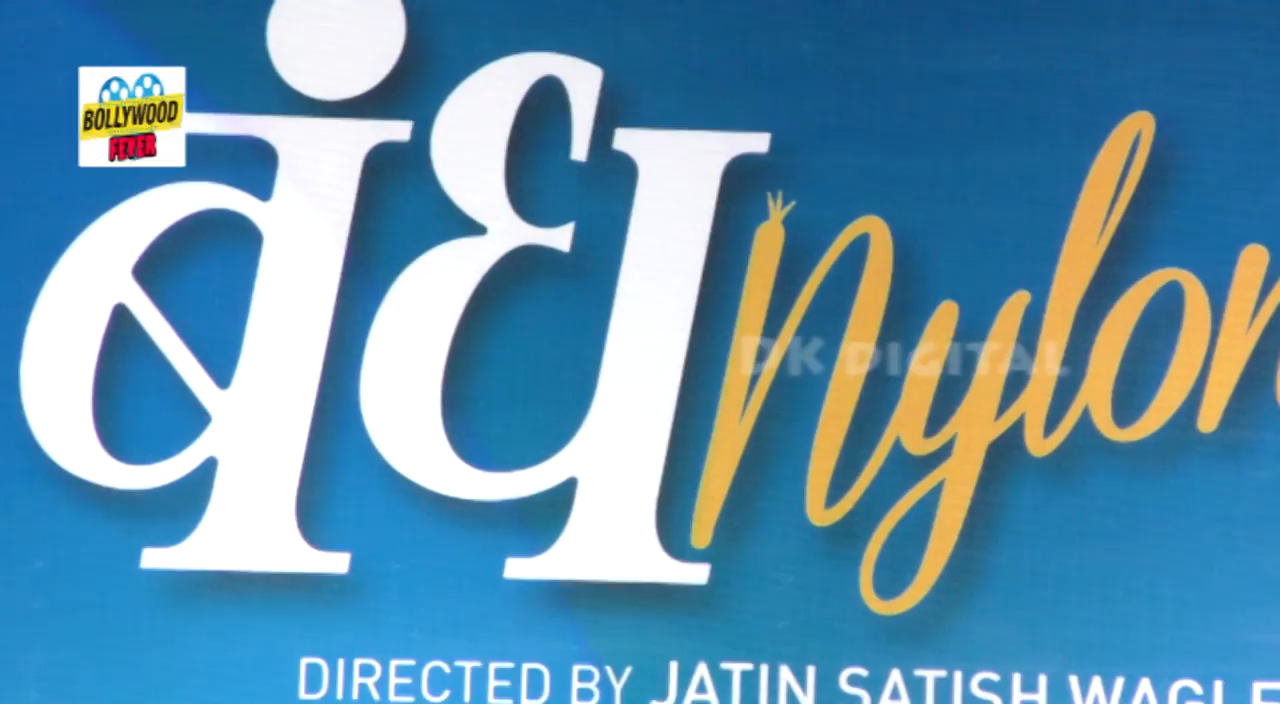 BOLLYWOOD
FEVER
बंध nylon
DK DIGITAL
DIRECTED BY JATIN SATISH WAGLE